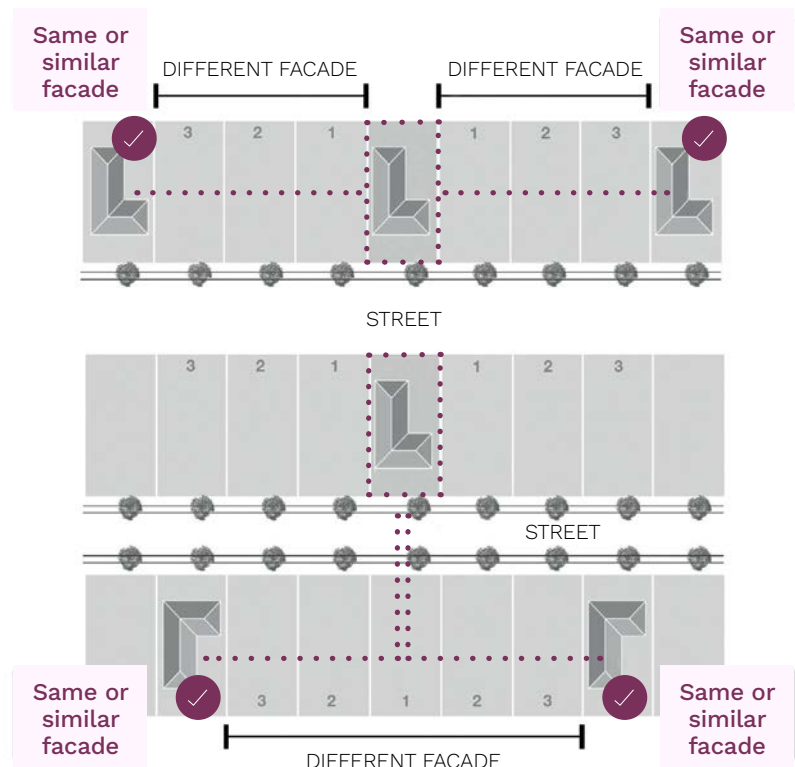 Same or
similar
facade
DIFFERENT FACADE
DIFFERENT FACADE
Same or
similar
facade
3 2 1 1 2 3
STREET
3 2 1 1 2 3
STREET
3 2 1 2 3
Same or
similar
facade
DIFFERENT FACADE
Same or
similar
facade